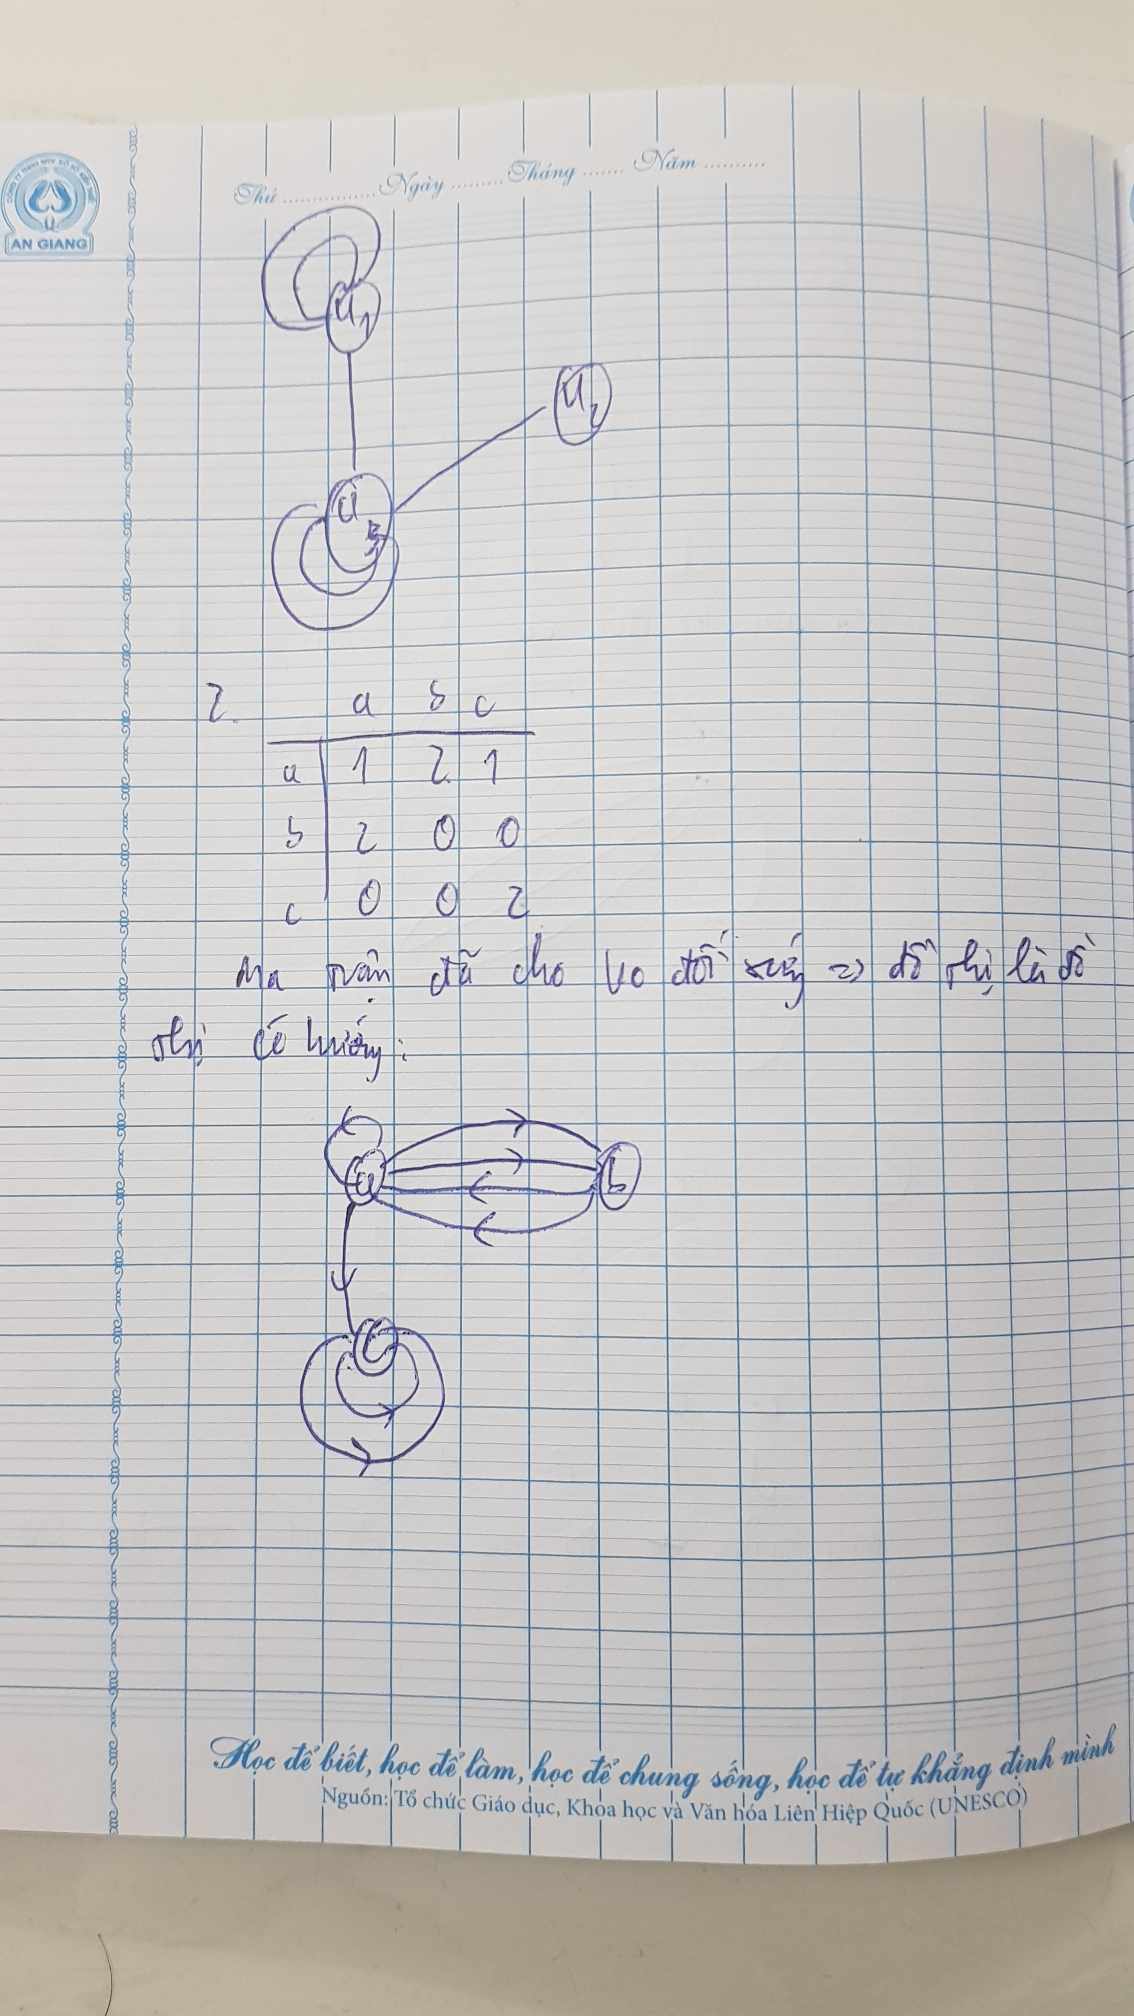 AN GIANG
Thứ ................ Ngày ......... Tháng ....... Năm ..........
u₁
u₂
u₃
2. a b c
a 1 2 1
b 2 0 0
c 0 0 2
Ma trận đã cho ko đối xứng => đồ thị là đồ
thị có hướng:
a b
c
Học để biết, học để làm, học để chung sống, học để tự khẳng định mình
Nguồn: Tổ chức Giáo dục, Khoa học và Văn hóa Liên Hiệp Quốc (UNESCO)